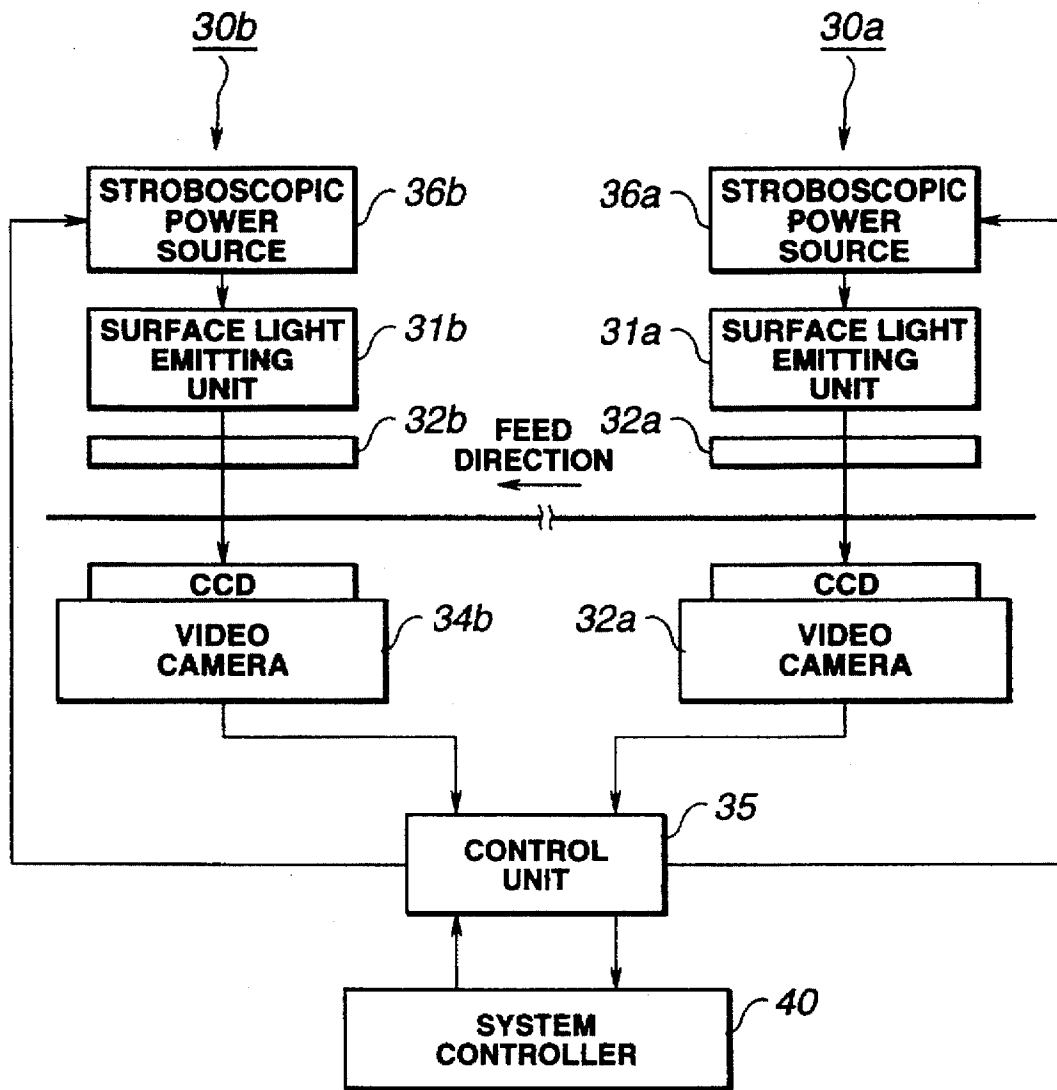 30b
30a
STROBOSCOPIC
POWER
SOURCE
36b
36a
STROBOSCOPIC
POWER
SOURCE
SURFACE LIGHT
EMITTING
UNIT
31b
31a
SURFACE LIGHT
EMITTING
UNIT
32b
FEED
DIRECTION
32a
CCD
VIDEO
CAMERA
34b
32a
CCD
VIDEO
CAMERA
CONTROL
UNIT
35
SYSTEM
CONTROLLER
40